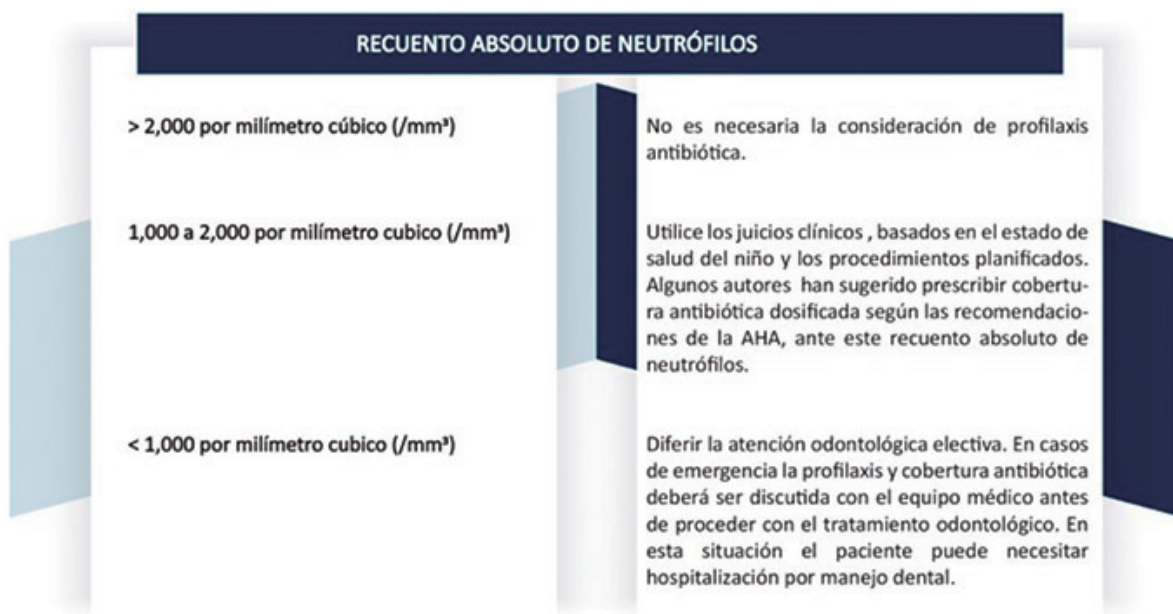 RECUENTO ABSOLUTO DE NEUTRÓFILOS
> 2,000 por milímetro cúbico (/mm³)
No es necesaria la consideración de profilaxis
antibiótica.
1,000 a 2,000 por milímetro cubico (/mm³)
Utilice los juicios clínicos , basados en el estado de
salud del niño y los procedimientos planificados.
Algunos autores han sugerido prescribir cobertu-
ra antibiótica dosificada según las recomendacio-
nes de la AHA, ante este recuento absoluto de
neutrófilos.
< 1,000 por milímetro cubico (/mm³)
Diferir la atención odontológica electiva. En casos
de emergencia la profilaxis y cobertura antibiótica
deberá ser discutida con el equipo médico antes
de proceder con el tratamiento odontológico. En
esta situación el paciente puede necesitar
hospitalización por manejo dental.